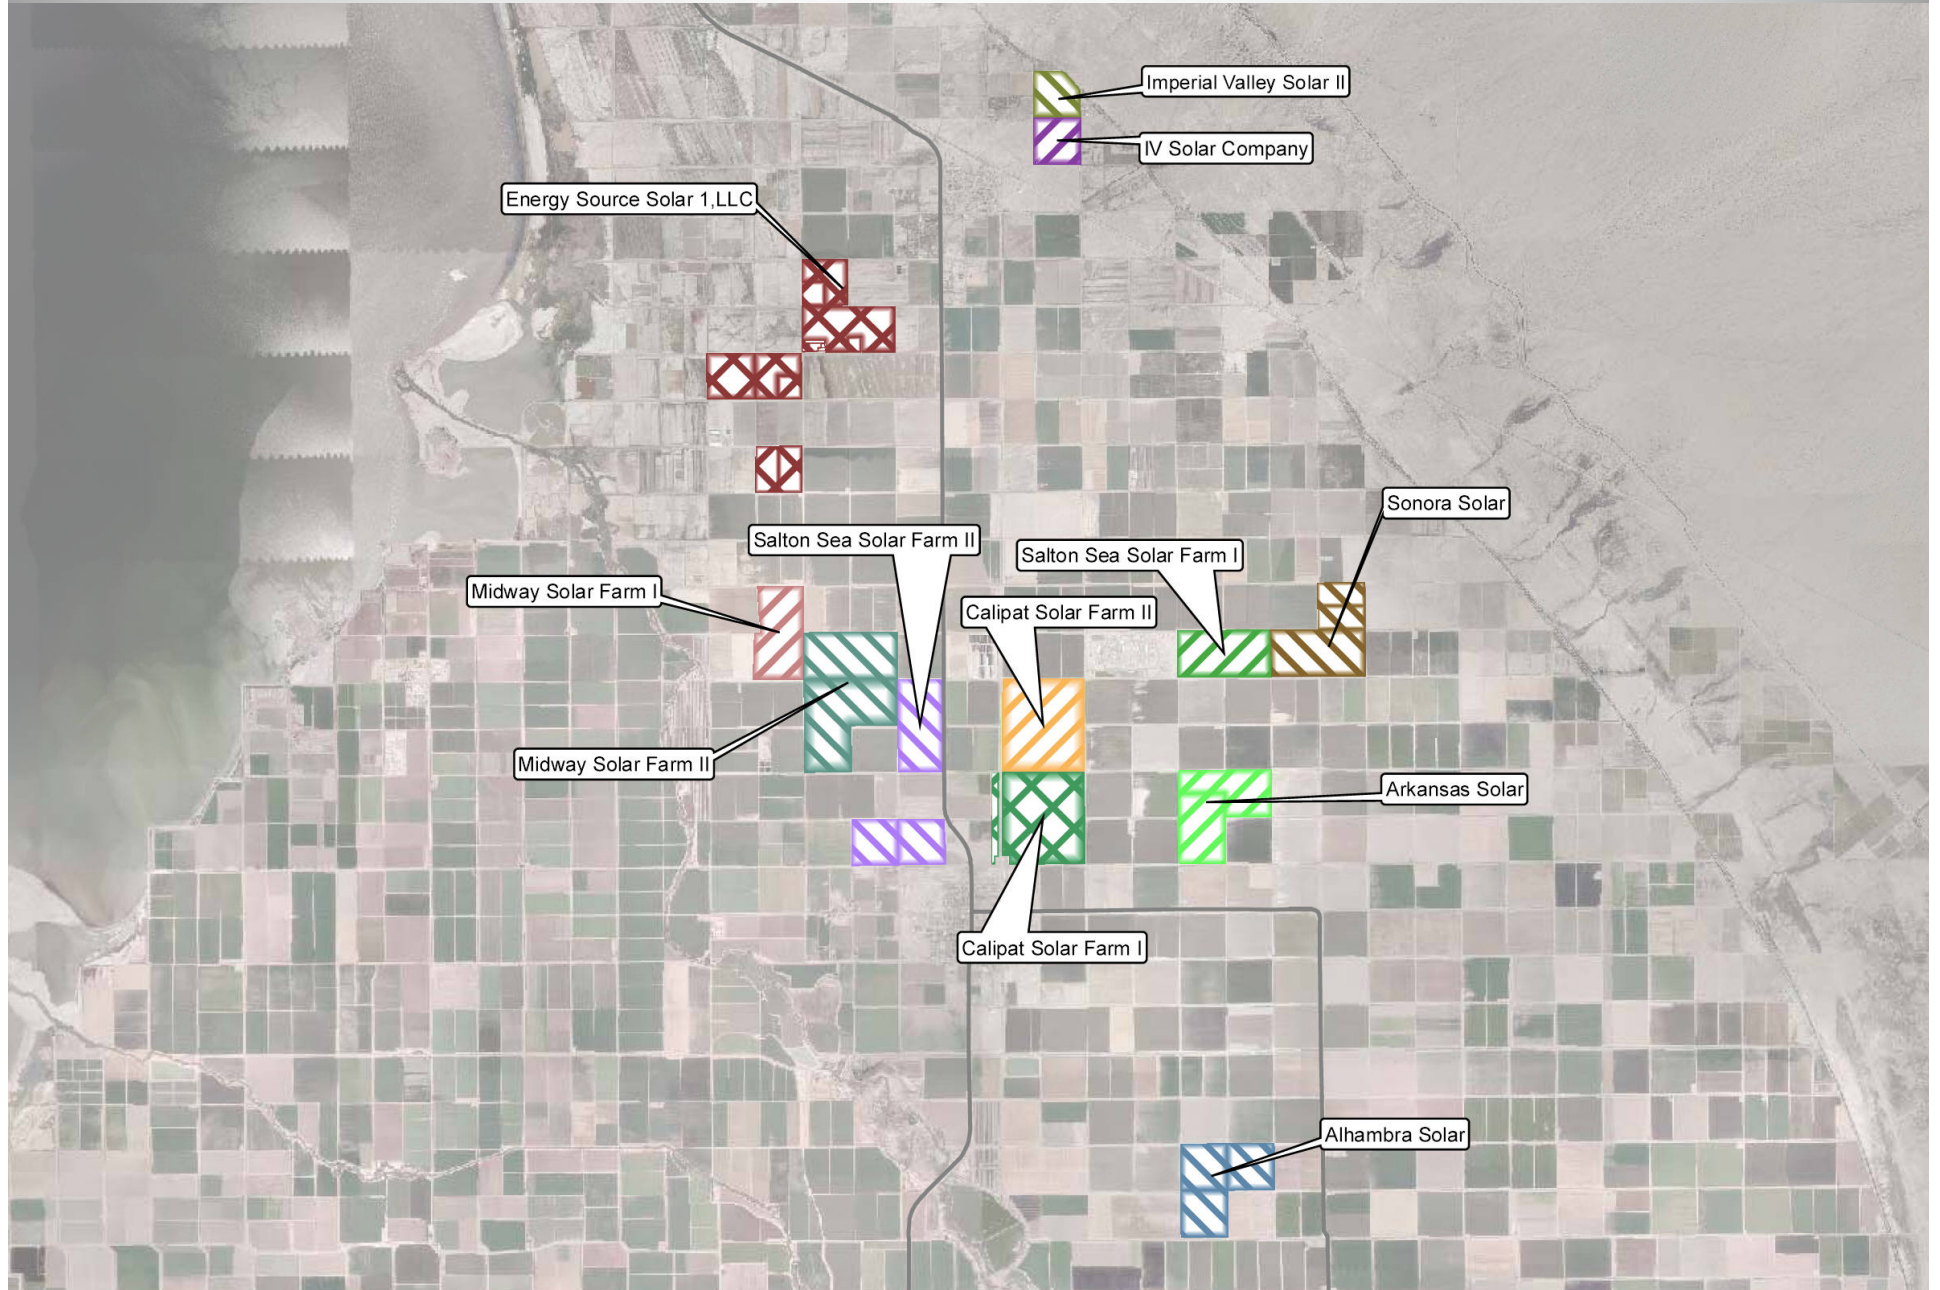 Imperial Valley Solar II
IV Solar Company
Energy Source Solar 1,LLC
Sonora Solar
Salton Sea Solar Farm II
Salton Sea Solar Farm I
Midway Solar Farm I
Calipat Solar Farm II
Midway Solar Farm II
Arkansas Solar
Calipat Solar Farm I
Alhambra Solar